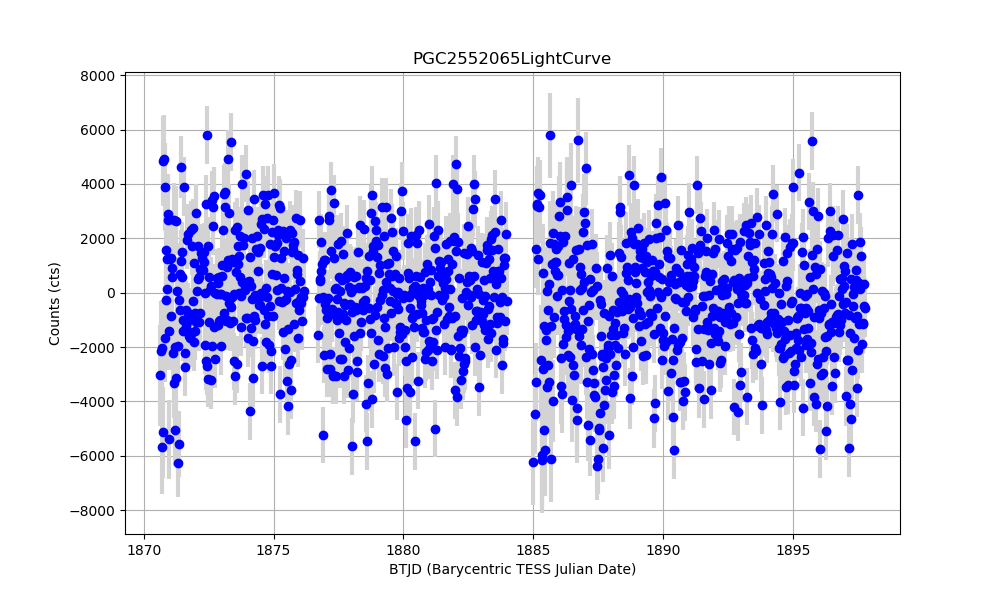 PGC2552065LightCurve
8000
6000
4000
2000
0
−2000
−4000
−6000
−8000
Counts (cts)
1870 1875 1880 1885 1890 1895
BTJD (Barycentric TESS Julian Date)